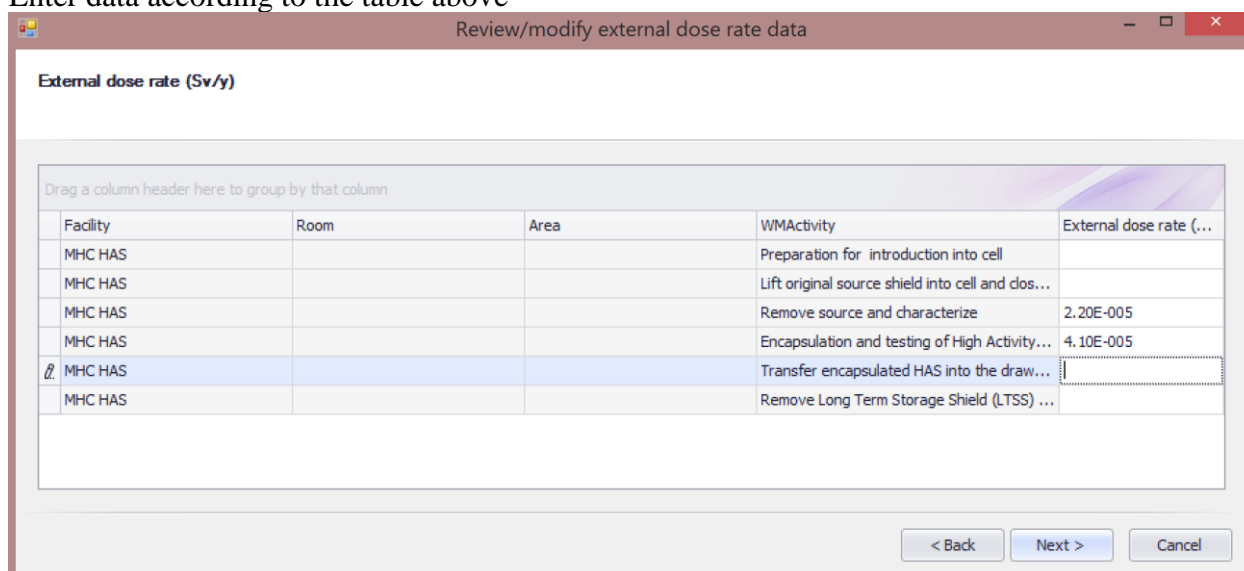 Enter data according to the table above
Review/modify external dose rate data
External dose rate (Sv/y)
Drag a column header here to group by that column
Facility Room Area WMActivity External dose rate (...
MHC HAS Preparation for introduction into cell
MHC HAS Lift original source shield into cell and clos...
MHC HAS Remove source and characterize 2.20E-005
MHC HAS Encapsulation and testing of High Activity... 4.10E-005
MHC HAS Transfer encapsulated HAS into the draw...
MHC HAS Remove Long Term Storage Shield (LTSS) ...
< Back Next > Cancel